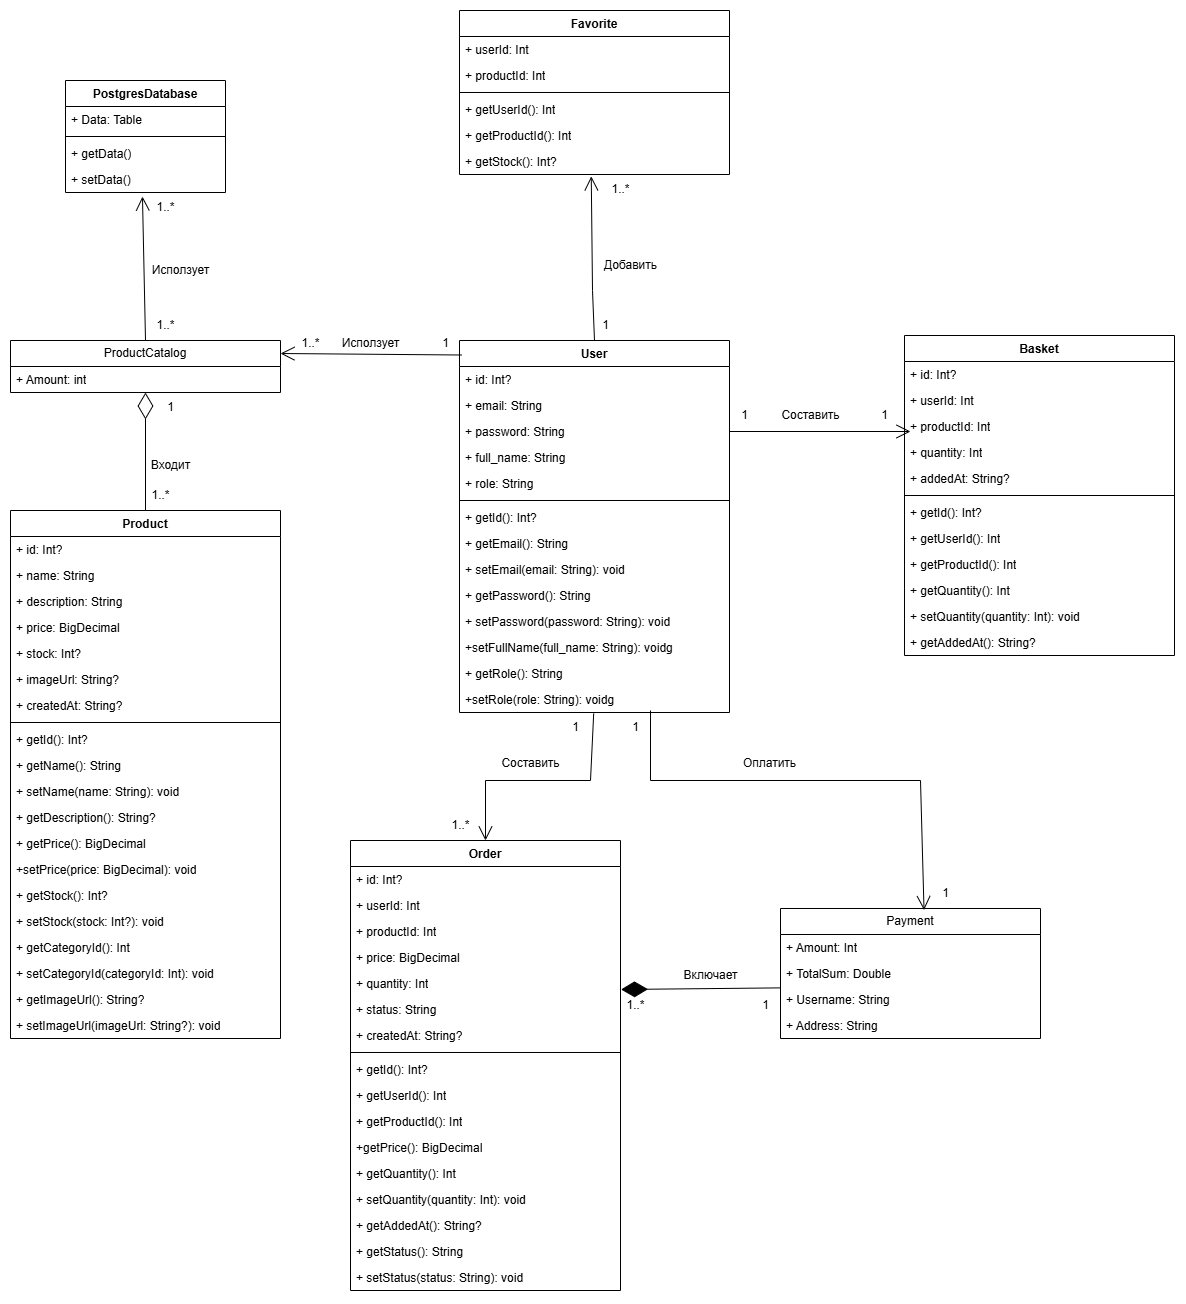 Favorite
+ userId: Int
+ productId: Int
+ getUserId(): Int
+ getProductId(): Int
+ getStock(): Int?
PostgresDatabase
+ Data: Table
+ getData()
+ setData()
1..*
Исползует
1..*
1..*
Добавить
1
ProductCatalog
+ Amount: int
1..*
Исползует
1
1
Входит
1..*
User
+ id: Int?
+ email: String
+ password: String
+ full_name: String
+ role: String
+ getId(): Int?
+ getEmail(): String
+ setEmail(email: String): void
+ getPassword(): String
+ setPassword(password: String): void
+setFullName(full_name: String): voidg
+ getRole(): String
+setRole(role: String): voidg
1
Составить
1
Basket
+ id: Int?
+ userId: Int
+ productId: Int
+ quantity: Int
+ addedAt: String?
+ getId(): Int?
+ getUserId(): Int
+ getProductId(): Int
+ getQuantity(): Int
+ setQuantity(quantity: Int): void
+ getAddedAt(): String?
Product
+ id: Int?
+ name: String
+ description: String
+ price: BigDecimal
+ stock: Int?
+ imageUrl: String?
+ createdAt: String?
+ getId(): Int?
+ getName(): String
+ setName(name: String): void
+ getDescription(): String?
+ getPrice(): BigDecimal
+setPrice(price: BigDecimal): void
+ getStock(): Int?
+ setStock(stock: Int?): void
+ getCategoryId(): Int
+ setCategoryId(categoryId: Int): void
+ getImageUrl(): String?
+ setImageUrl(imageUrl: String?): void
1
Составить
1..*
1
Оплатить
1
Order
+ id: Int?
+ userId: Int
+ productId: Int
+ price: BigDecimal
+ quantity: Int
+ status: String
+ createdAt: String?
+ getId(): Int?
+ getUserId(): Int
+ getProductId(): Int
+getPrice(): BigDecimal
+ getQuantity(): Int
+ setQuantity(quantity: Int): void
+ getAddedAt(): String?
+ getStatus(): String
+ setStatus(status: String): void
Включает
1..*
1
Payment
+ Amount: Int
+ TotalSum: Double
+ Username: String
+ Address: String